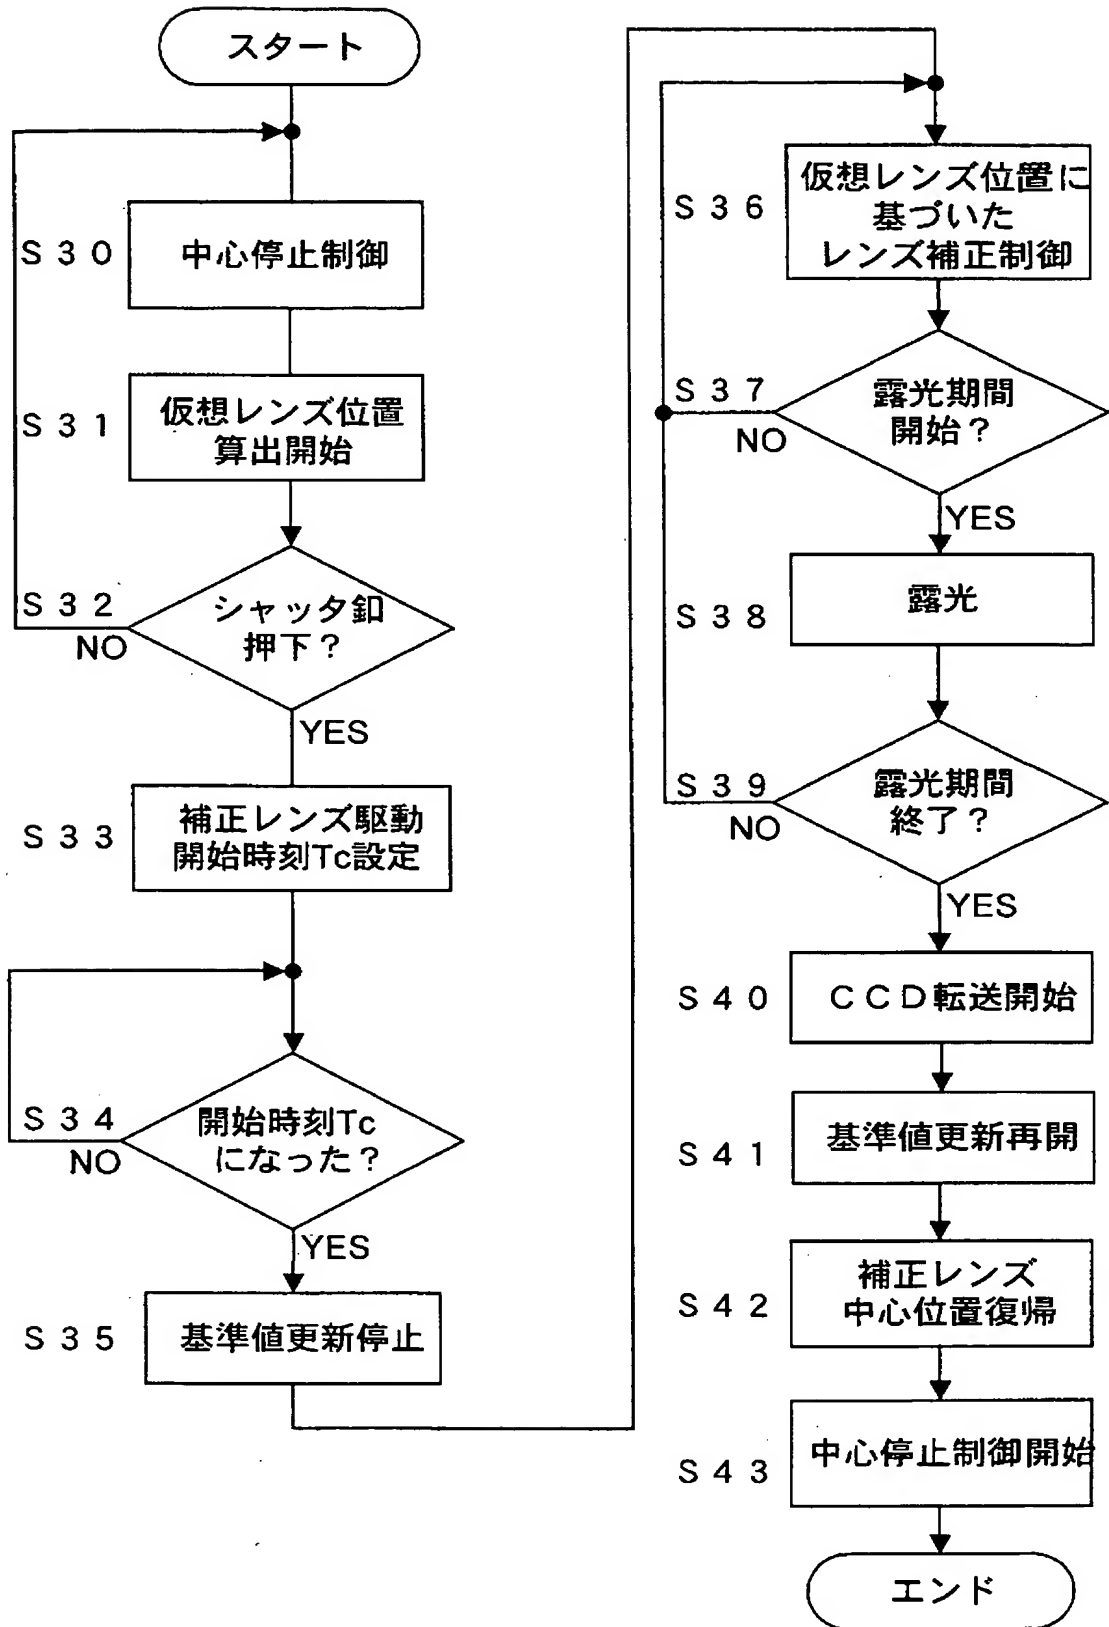 スタート
S30
中心停止制御
S31
仮想レンズ位置
算出開始
S32
シャッタ釦
押下？
NO
YES
S33
補正レンズ駆動
開始時刻Tc設定
S34
開始時刻Tc
になった？
NO
YES
S35
基準値更新停止
S36
仮想レンズ位置に
基づいた
レンズ補正制御
S37
露光期間
開始？
NO
YES
S38
露光
S39
露光期間
終了？
NO
YES
S40
CCD転送開始
S41
基準値更新再開
S42
補正レンズ
中心位置復帰
S43
中心停止制御開始
エンド